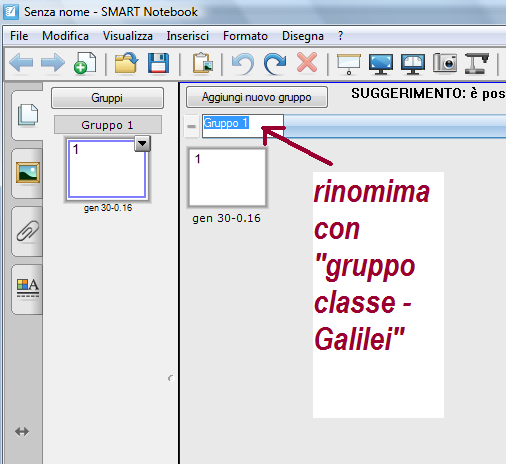 Senza nome - SMART Notebook
File Modifica Visualizza Inserisci Formato Disegna ?
Gruppi
Aggiungi nuovo gruppo
SUGGERIMENTO: è pos
Gruppo 1
Gruppo 1
1
1
gen 30-0.16
gen 30-0.16
rinomima
con
"gruppo
classe -
Galilei"